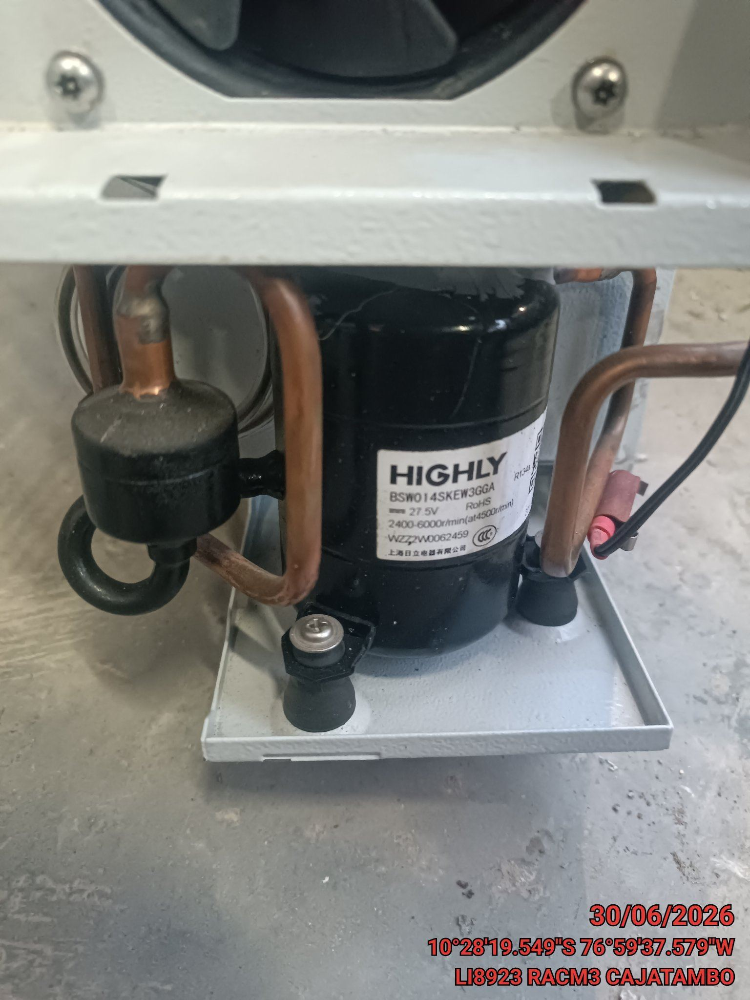 HIGHLY
BSW014SKEW3GGA
27.5V RoHS
2400-6000r/min(at4500r/min)
WZZ2W0062459
上海日立电器有限公司
R134a
30/06/2026
10°28'19.549"S 76°59'37.579"W
LI8923 RACM3 CAJATAMBO